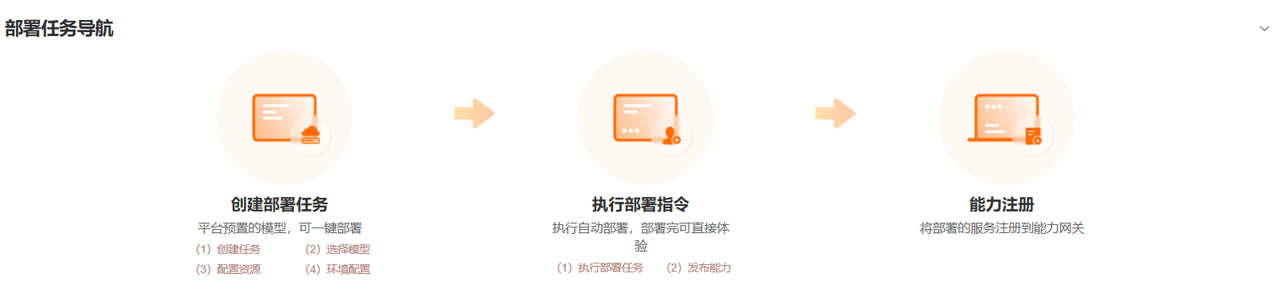 部署任务导航
创建部署任务
平台预置的模型，可一键部署
（1）创建任务
（2）选择模型
（3）配置资源
（4）环境配置
执行部署指令
执行自动部署，部署完可直接体
验
（1）执行部署任务
（2）发布能力
能力注册
将部署的服务注册到能力网关